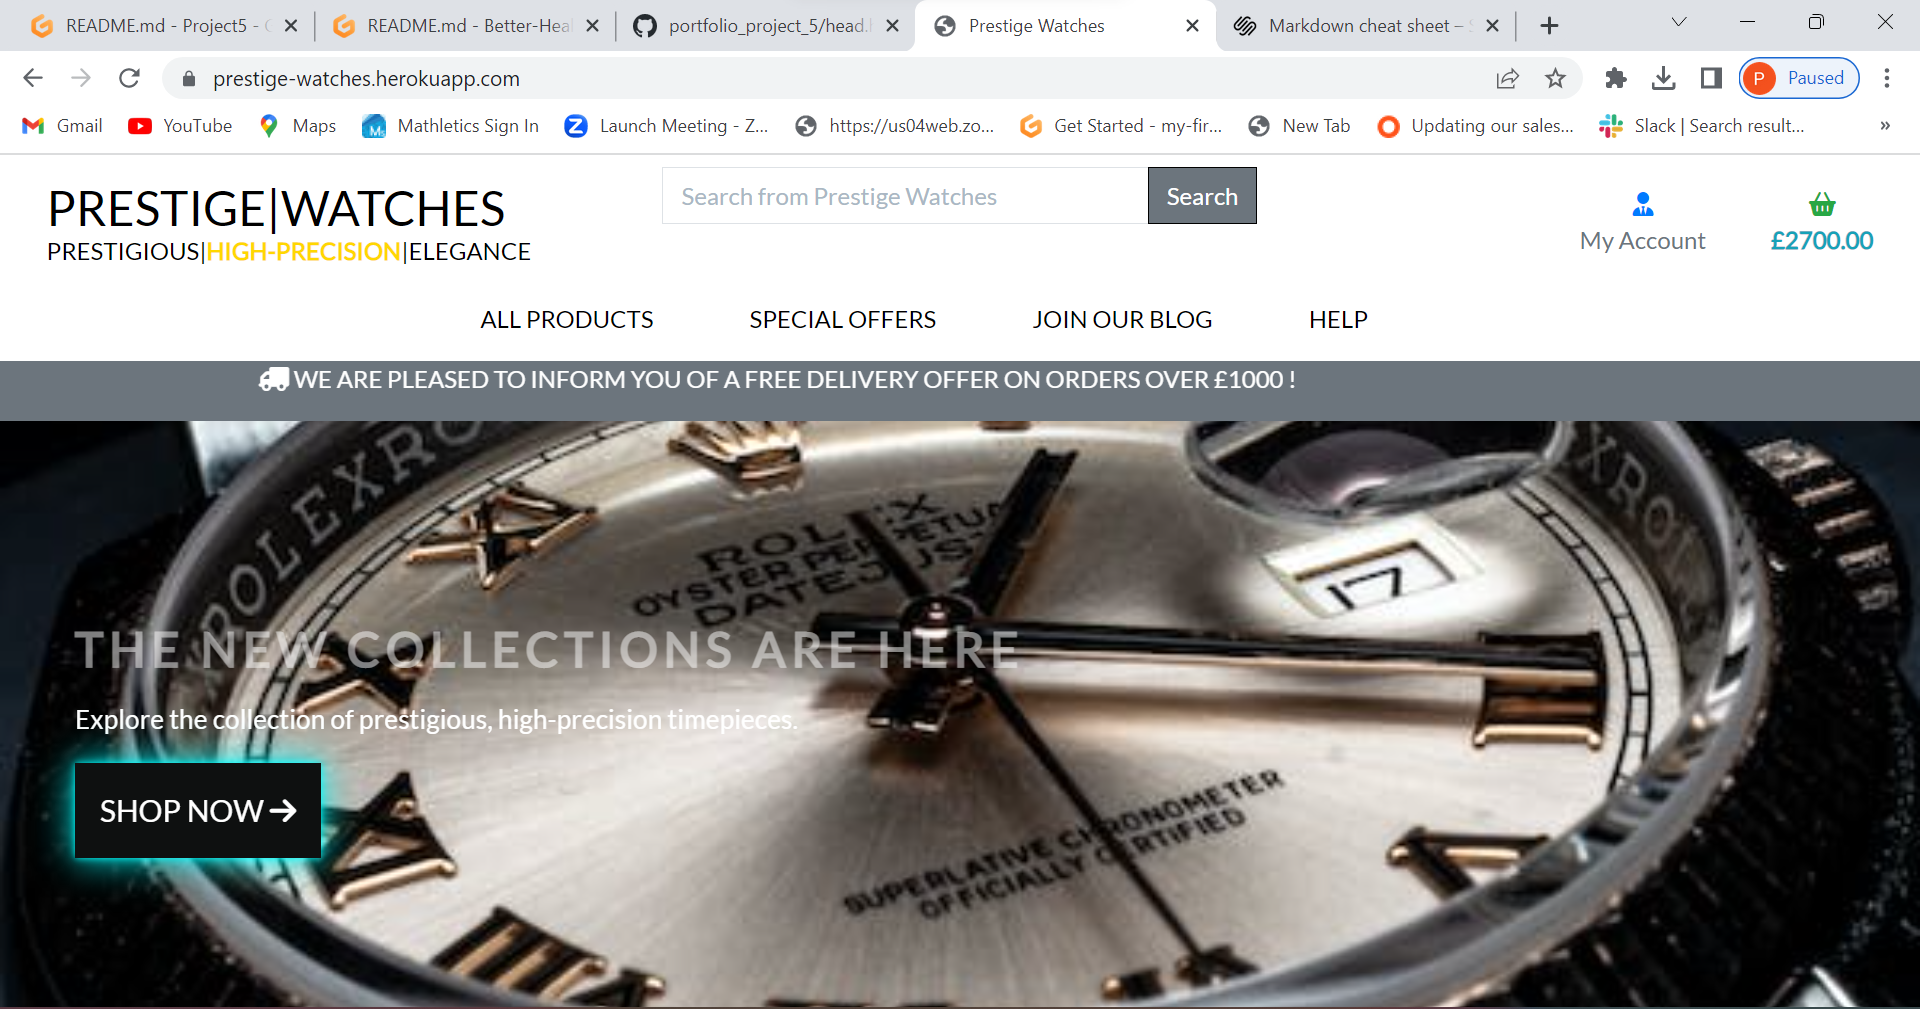 README.md - Project5 -
README.md - Better-Hea
portfolio_project_5/head.
Prestige Watches
Markdown cheat sheet –
prestige-watches.herokuapp.com
P Paused
Gmail
YouTube
Maps
Mathletics Sign In
Launch Meeting - Z...
https://us04web.zo...
Get Started - my-fir...
New Tab
Updating our sales...
Slack | Search result...
»
PRESTIGE|WATCHES
PRESTIGIOUS|HIGH-PRECISION|ELEGANCE
Search from Prestige Watches
Search
My Account
£2700.00
ALL PRODUCTS
SPECIAL OFFERS
JOIN OUR BLOG
HELP
WE ARE PLEASED TO INFORM YOU OF A FREE DELIVERY OFFER ON ORDERS OVER £1000 !
ROLEX
OYSTER PERPETUAL
DATEJUST
17
THE NEW COLLECTIONS ARE HERE
Explore the collection of prestigious, high-precision timepieces.
SHOP NOW
SUPERLATIVE CHRONOMETER
OFFICIALLY CERTIFIED